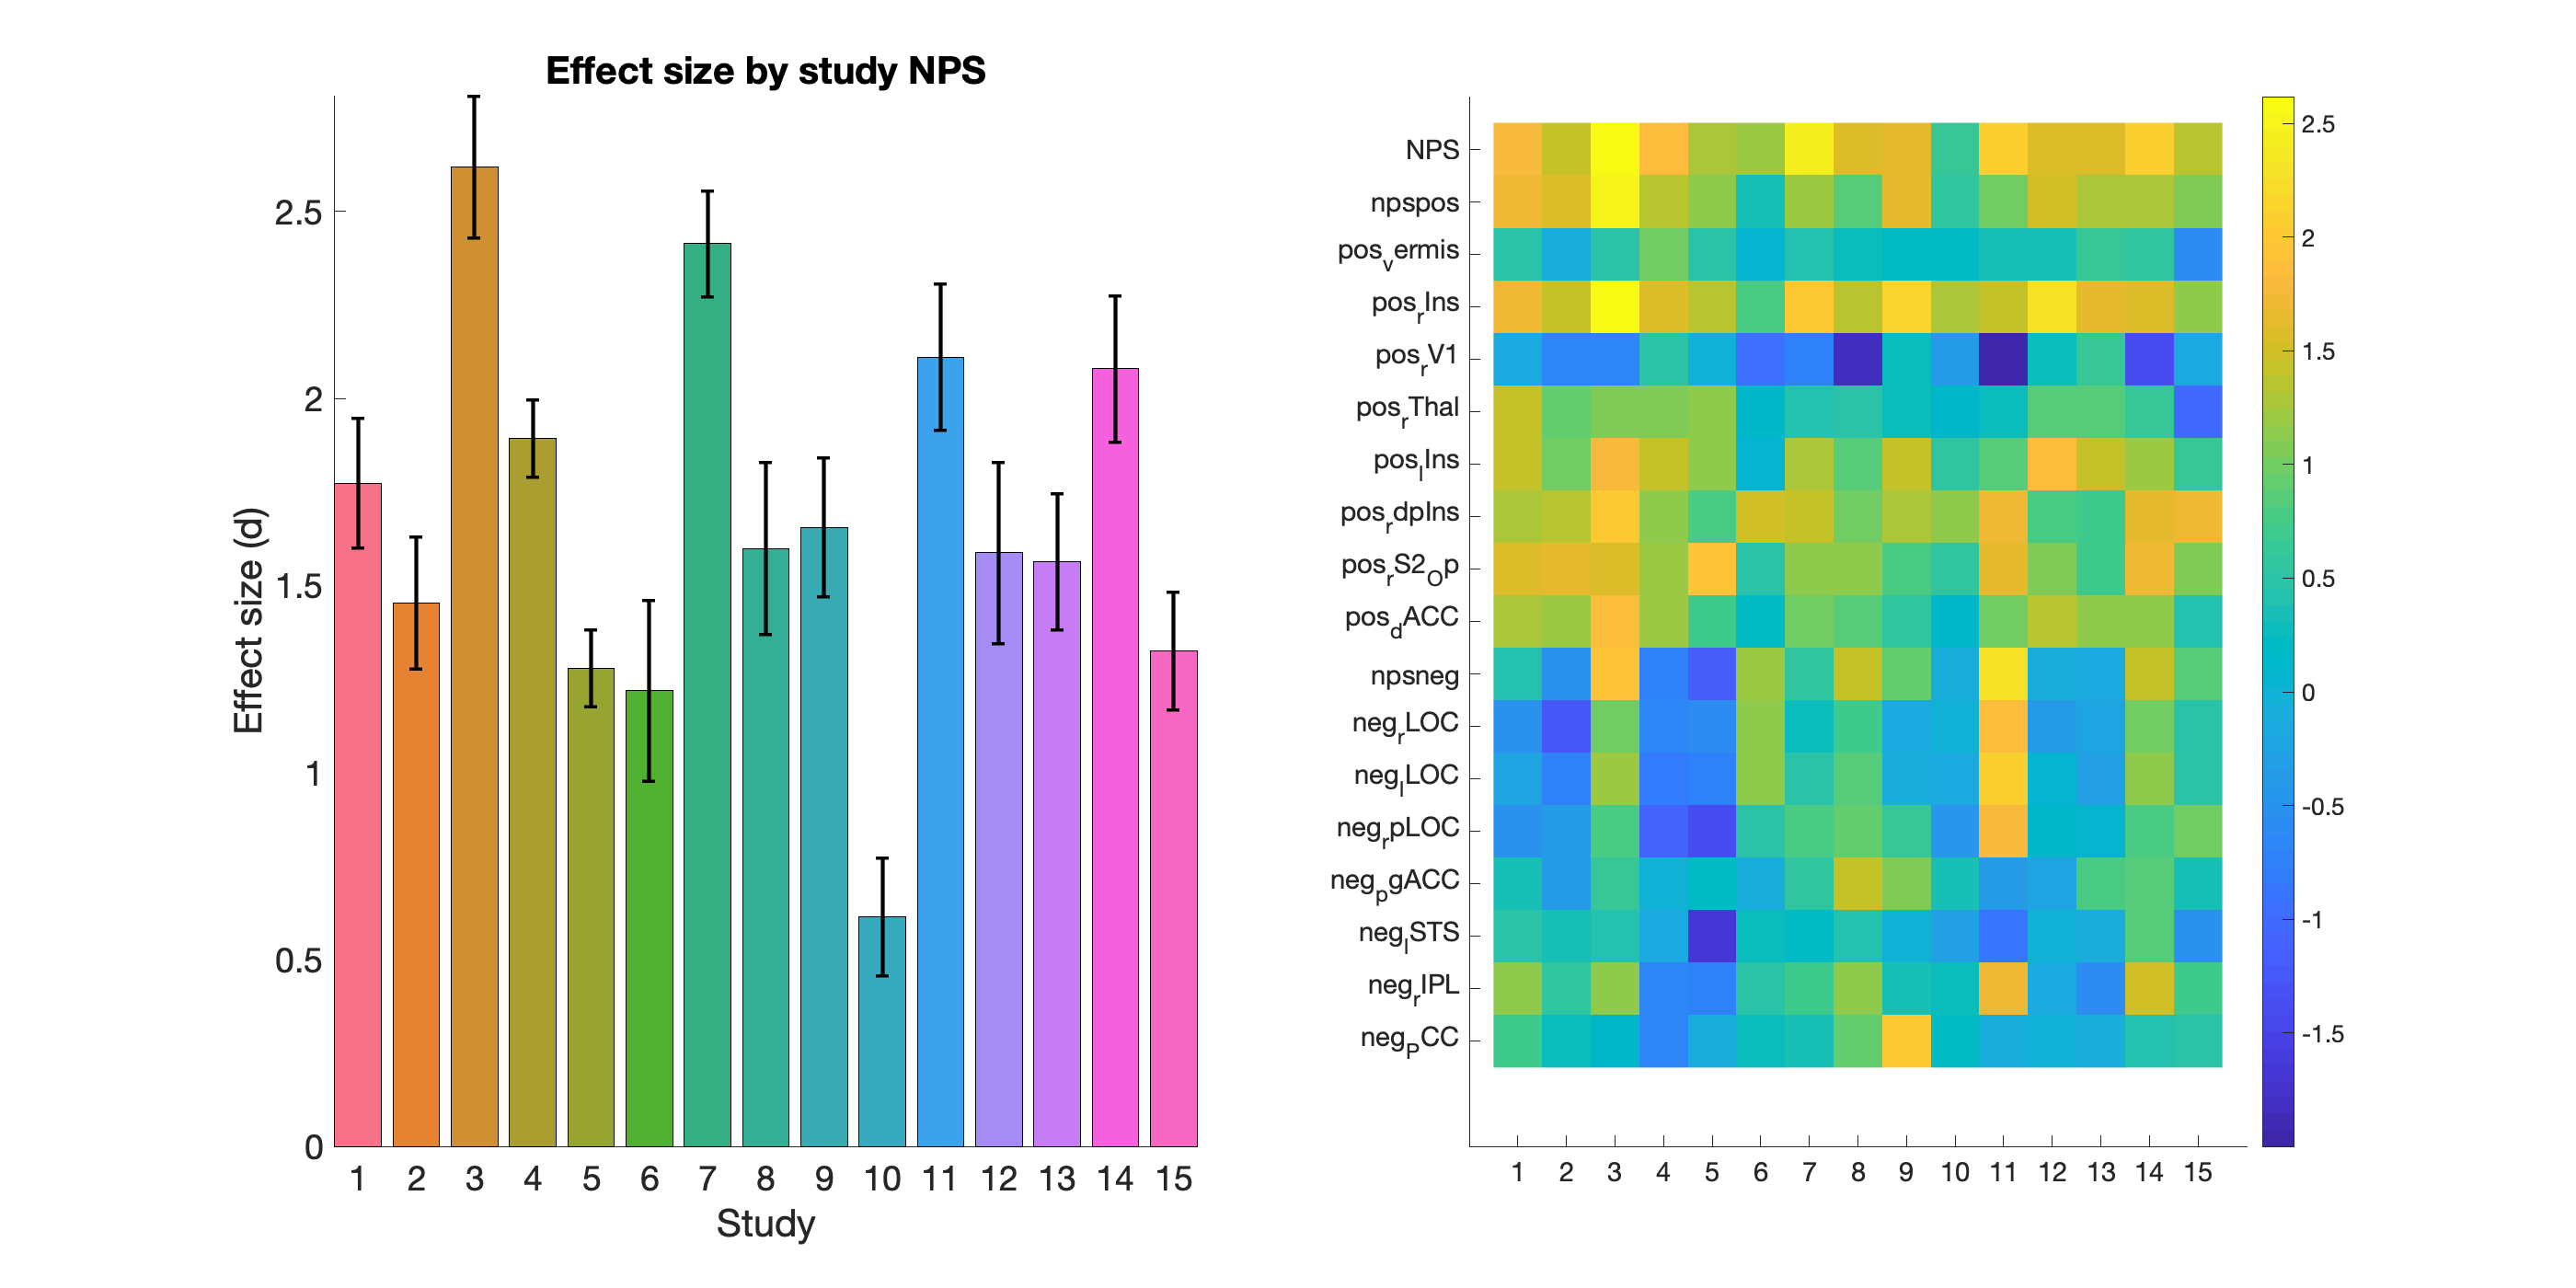 Effect size by study NPS
Effect size (d)
2.5
2
1.5
1
0.5
0
1 2 3 4 5 6 7 8 9 10 11 12 13 14 15
Study
NPS
npspos
pos_vermis
pos_rIns
pos_rV1
pos_rThal
pos_lIns
pos_rdpIns
pos_rS2_Op
pos_dACC
npsneg
neg_rLOC
neg_lLOC
neg_rpLOC
neg_pgACC
neg_lSTS
neg_rIPL
neg_PCC
1 2 3 4 5 6 7 8 9 10 11 12 13 14 15
2.5
2
1.5
1
0.5
0
-0.5
-1
-1.5